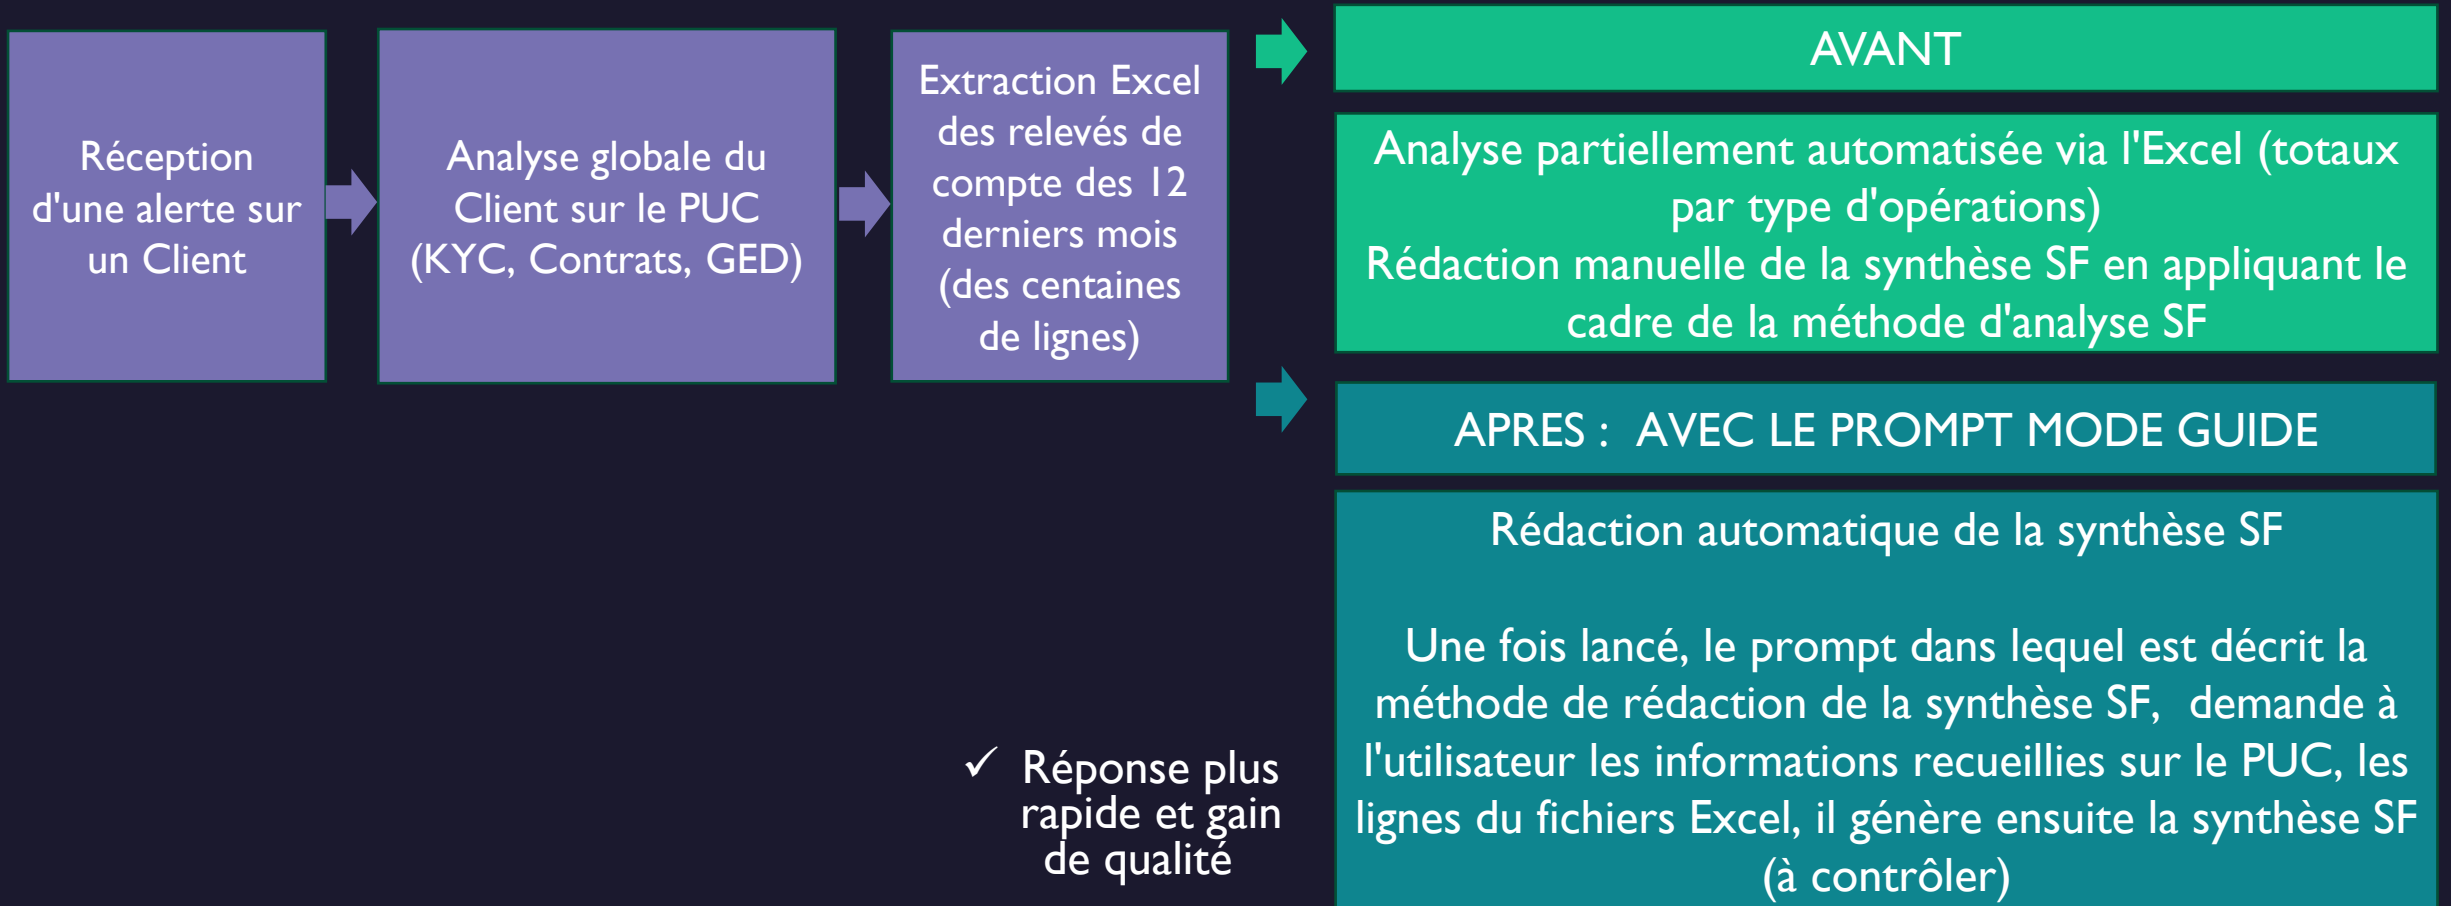 Réception
d'une alerte sur
un Client
Analyse globale du
Client sur le PUC
(KYC, Contrats, GED)
Extraction Excel
des relevés de
compte des 12
derniers mois
(des centaines
de lignes)
AVANT
Analyse partiellement automatisée via l'Excel (totaux
par type d'opérations)
Rédaction manuelle de la synthèse SF en appliquant le
cadre de la méthode d'analyse SF
APRES : AVEC LE PROMPT MODE GUIDE
Rédaction automatique de la synthèse SF
Une fois lancé, le prompt dans lequel est décrit la
méthode de rédaction de la synthèse SF, demande à
l'utilisateur les informations recueillies sur le PUC, les
lignes du fichiers Excel, il génère ensuite la synthèse SF
(à contrôler)
✓ Réponse plus
rapide et gain
de qualité